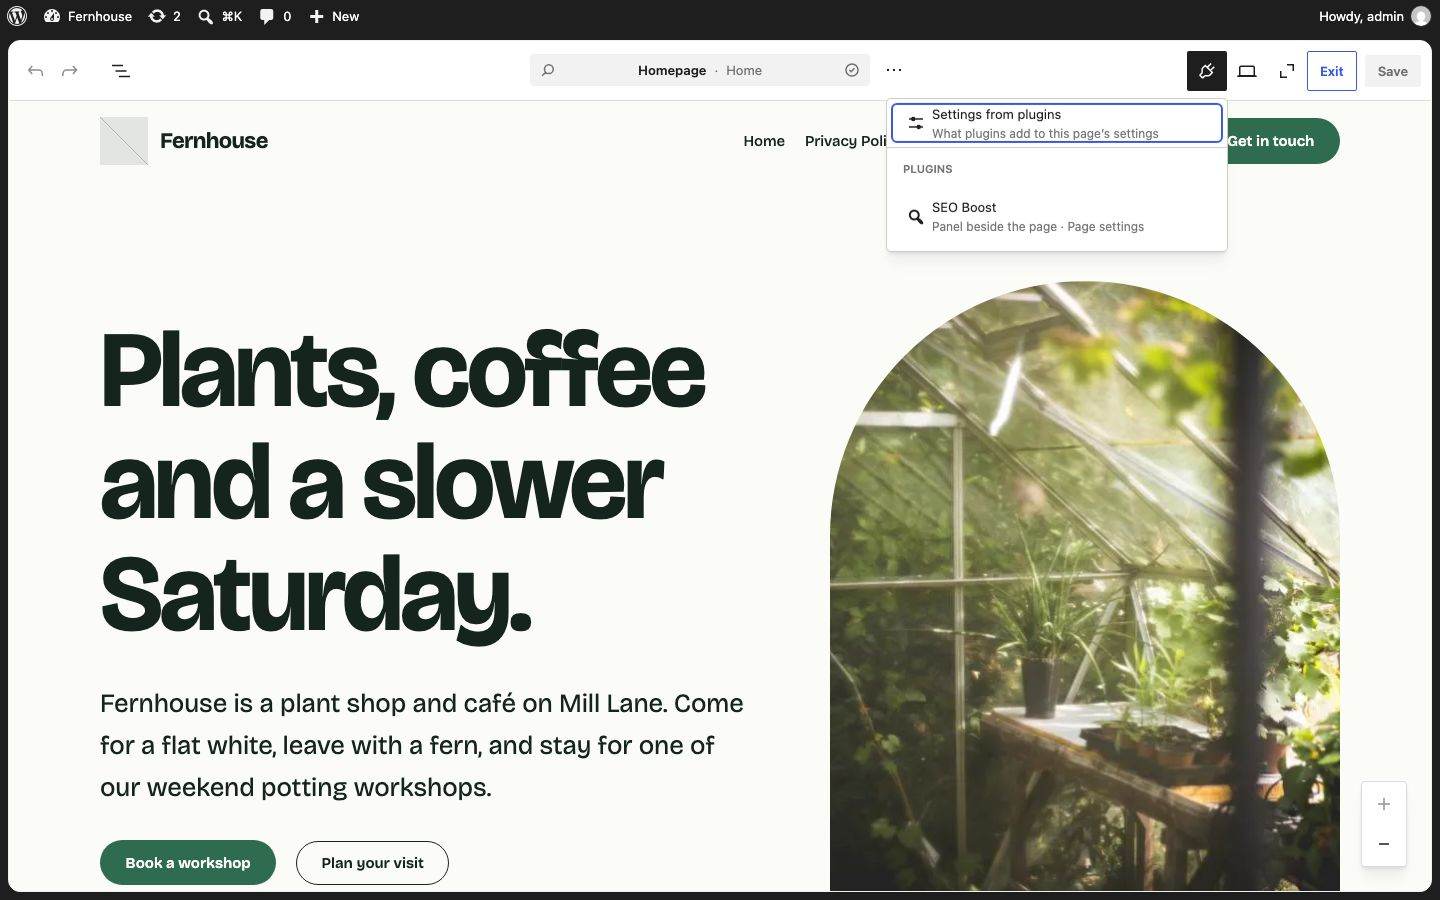 Fernhouse 2 ⌘K 0 New Howdy, admin
Homepage · Home Exit Save
Fernhouse Home Privacy Poli Get in touch
Settings from plugins
What plugins add to this page's settings
PLUGINS
SEO Boost
Panel beside the page · Page settings
Plants, coffee
and a slower
Saturday.
Fernhouse is a plant shop and café on Mill Lane. Come
for a flat white, leave with a fern, and stay for one of
our weekend potting workshops.
Book a workshop Plan your visit